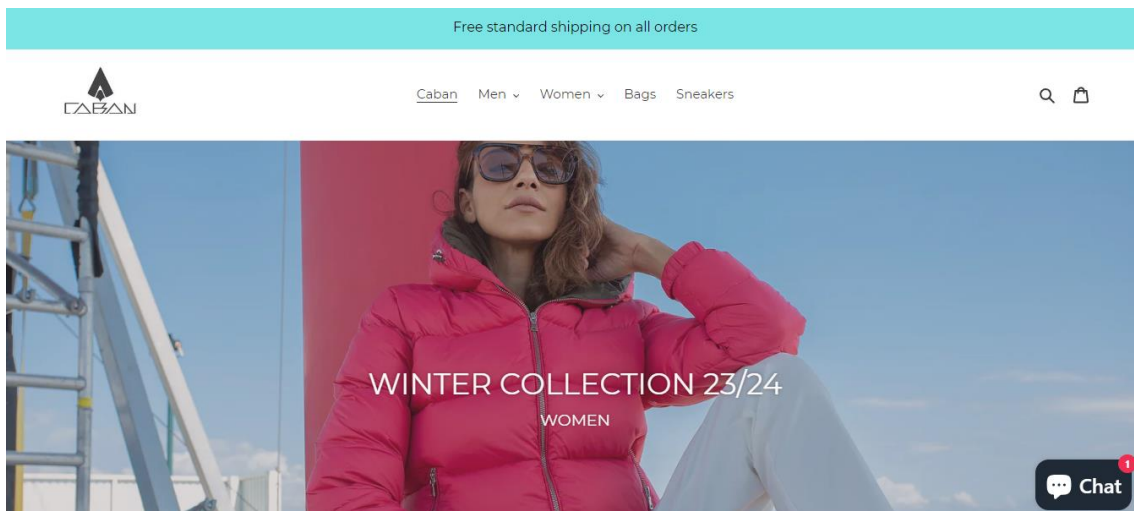 Free standard shipping on all orders
CABAN
Caban Men Women Bags Sneakers
WINTER COLLECTION 23/24
WOMEN
1
Chat